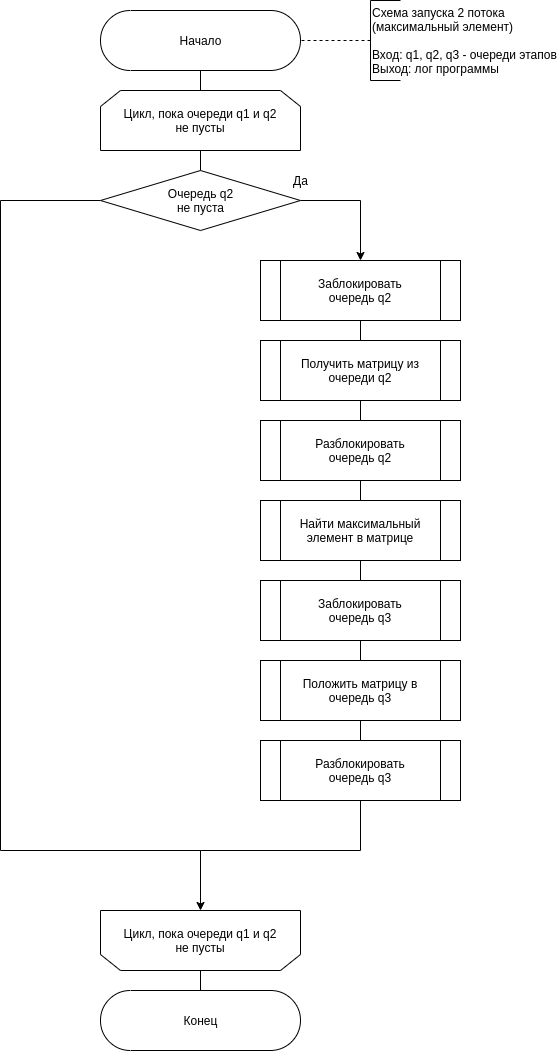 Начало
Схема запуска 2 потока
(максимальный элемент)
Вход: q1, q2, q3 - очереди этапов
Выход: лог программы
Цикл, пока очереди q1 и q2
не пусты
Очередь q2
не пуста
Да
Заблокировать
очередь q2
Получить матрицу из
очереди q2
Разблокировать
очередь q2
Найти максимальный
элемент в матрице
Заблокировать
очередь q3
Положить матрицу в
очередь q3
Разблокировать
очередь q3
Цикл, пока очереди q1 и q2
не пусты
Конец